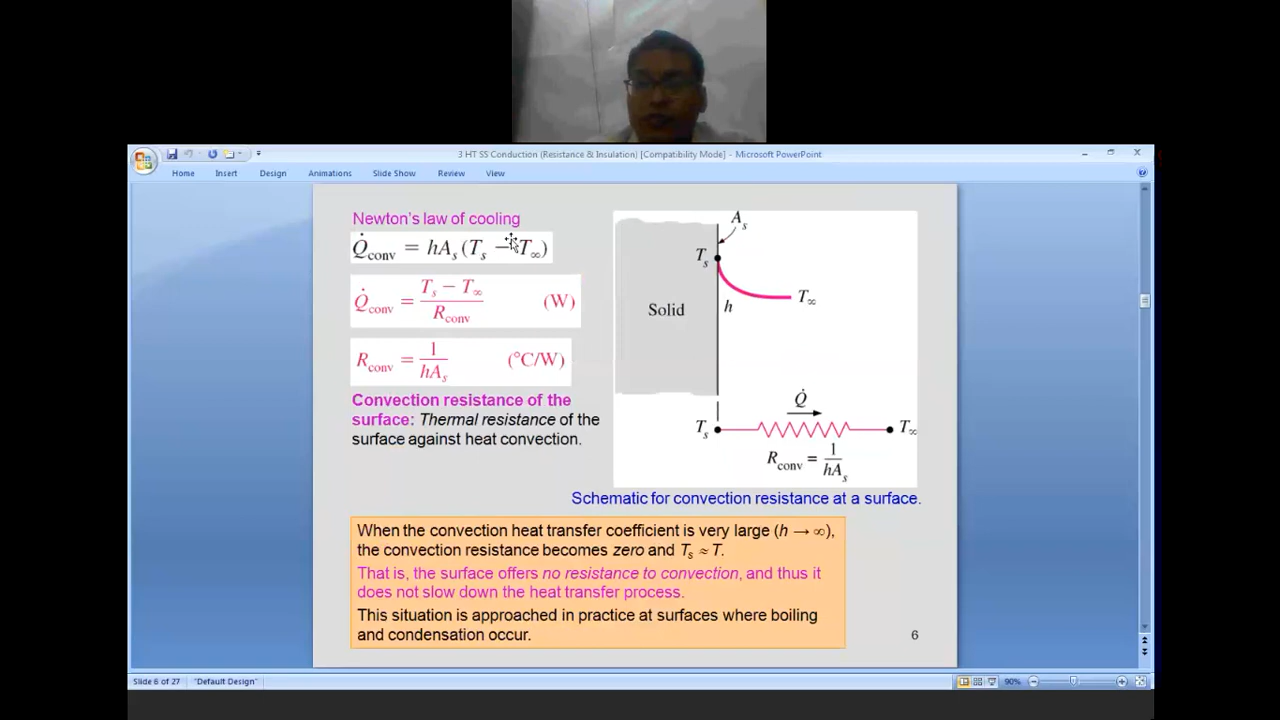 3 HT SS Conduction (Resistance & Insulation) [Compatibility Mode] - Microsoft PowerPoint
Home Insert Design Animations Slide Show Review View
Newton's law of cooling
Q̇conv = hAs (Ts − T∞)
Q̇conv = (Ts − T∞) / Rconv (W)
Rconv = 1 / hAs (°C/W)
Convection resistance of the
surface: Thermal resistance of the
surface against heat convection.
As
Ts
Solid
h
T∞
Q̇
Ts
T∞
Rconv = 1 / hAs
Schematic for convection resistance at a surface.
When the convection heat transfer coefficient is very large (h → ∞),
the convection resistance becomes zero and Ts ≈ T.
That is, the surface offers no resistance to convection, and thus it
does not slow down the heat transfer process.
This situation is approached in practice at surfaces where boiling
and condensation occur.
6
Slide 6 of 27 "Default Design" 90%